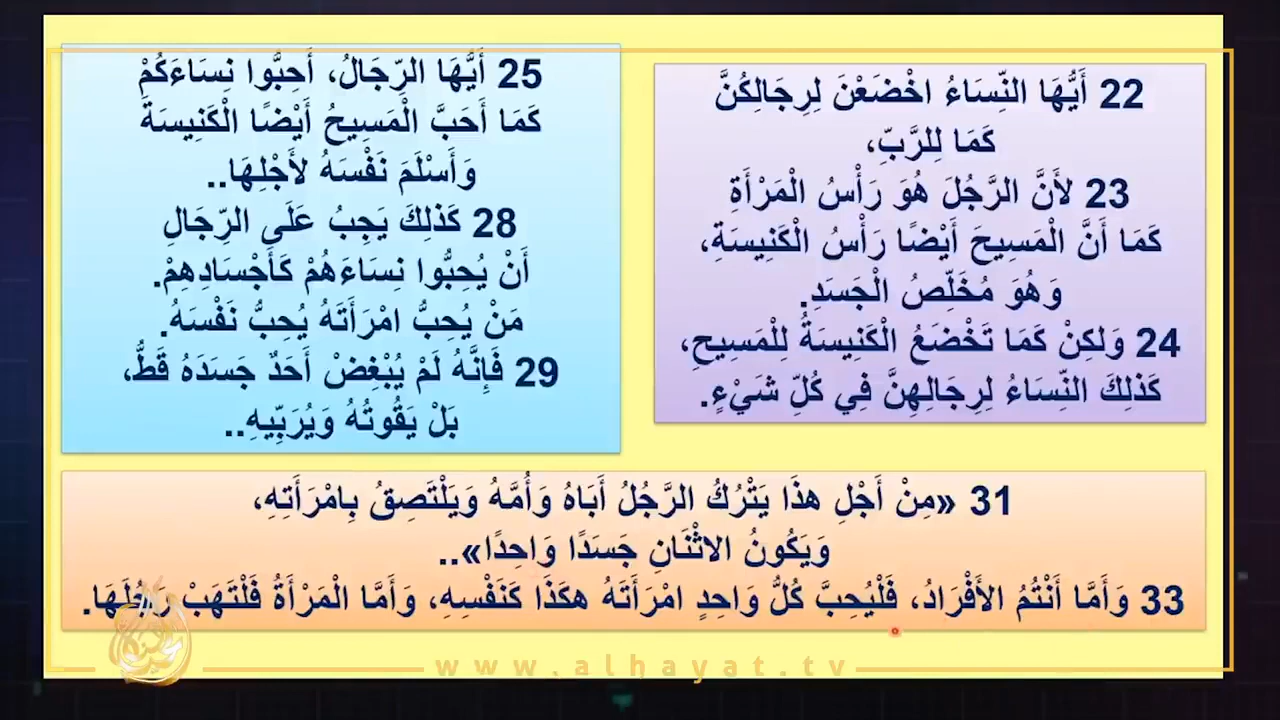 22 أَيُّهَا النِّسَاءُ اخْضَعْنَ لِرِجَالِكُنَّ
كَمَا لِلرَّبِّ،
23 لأَنَّ الرَّجُلَ هُوَ رَأْسُ الْمَرْأَةِ
كَمَا أَنَّ الْمَسِيحَ أَيْضًا رَأْسُ الْكَنِيسَةِ،
وَهُوَ مُخَلِّصُ الْجَسَدِ.
24 وَلكِنْ كَمَا تَخْضَعُ الْكَنِيسَةُ لِلْمَسِيحِ،
كَذلِكَ النِّسَاءُ لِرِجَالِهِنَّ فِي كُلِّ شَيْءٍ.
25 أَيُّهَا الرِّجَالُ، أَحِبُّوا نِسَاءَكُمْ
كَمَا أَحَبَّ الْمَسِيحُ أَيْضًا الْكَنِيسَةَ
وَأَسْلَمَ نَفْسَهُ لأَجْلِهَا..
28 كَذلِكَ يَجِبُ عَلَى الرِّجَالِ
أَنْ يُحِبُّوا نِسَاءَهُمْ كَأَجْسَادِهِمْ.
مَنْ يُحِبُّ امْرَأَتَهُ يُحِبُّ نَفْسَهُ.
29 فَإِنَّهُ لَمْ يُبْغِضْ أَحَدٌ جَسَدَهُ قَطُّ،
بَلْ يَقُوتُهُ وَيُرَبِّيهِ..
31 «مِنْ أَجْلِ هذَا يَتْرُكُ الرَّجُلُ أَبَاهُ وَأُمَّهُ وَيَلْتَصِقُ بِامْرَأَتِهِ،
وَيَكُونُ الاثْنَانِ جَسَدًا وَاحِدًا»..
33 وَأَمَّا أَنْتُمُ الأَفْرَادُ، فَلْيُحِبَّ كُلُّ وَاحِدٍ امْرَأَتَهُ هكَذَا كَنَفْسِهِ، وَأَمَّا الْمَرْأَةُ فَلْتَهَبْ رَجُلَهَا.
www.alhayat.tv